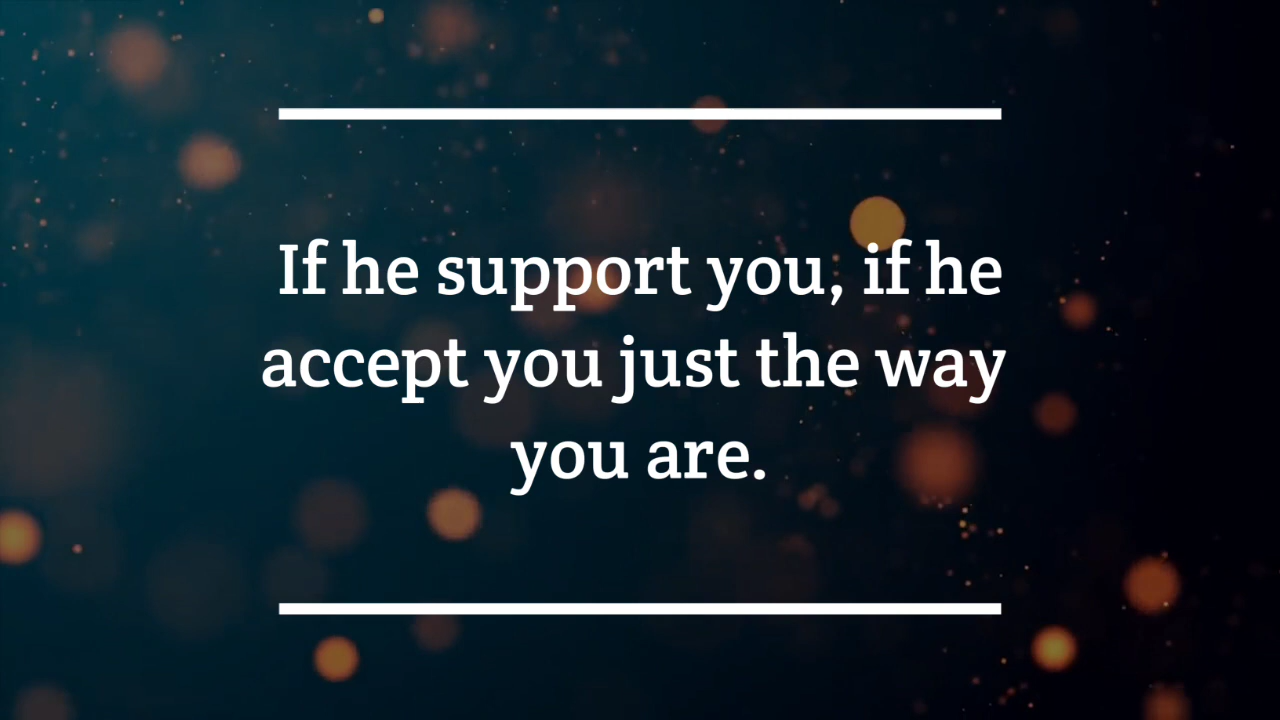 If he support you, if he
accept you just the way
you are.